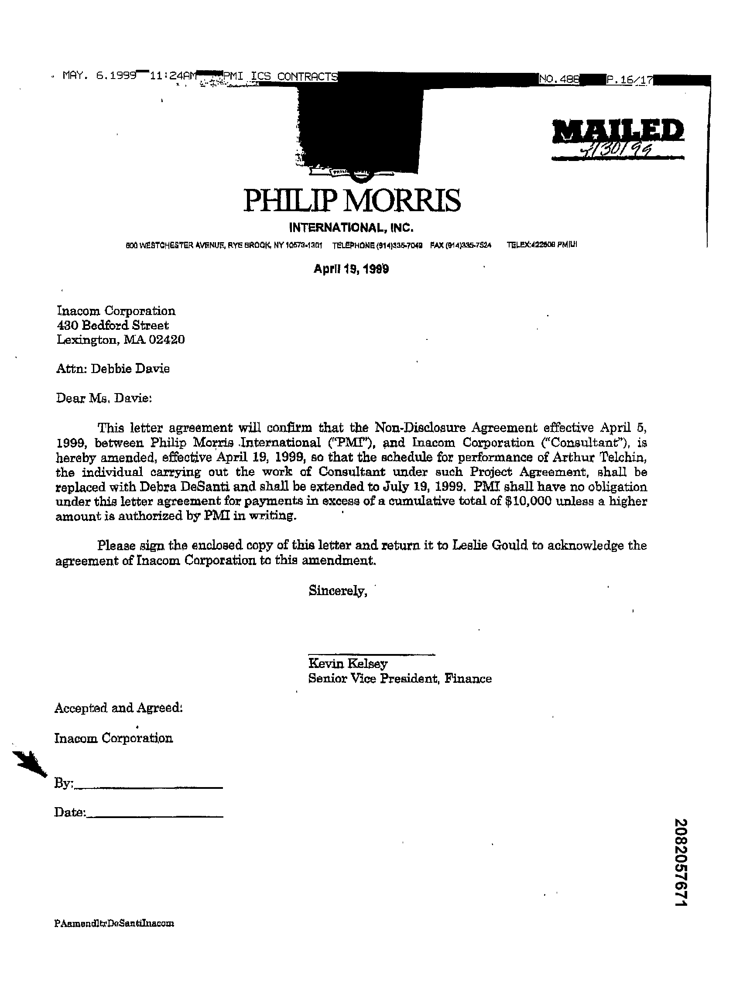 MAY. 6.1999 11:24AM PMI ICS CONTRACTS NO.488 P.16/17
MAILED
4/30/99
PHILIP MORRIS
INTERNATIONAL, INC.
800 WESTCHESTER AVENUE, RYE BROOK, NY 10573-1301 TELEPHONE (914)335-7049 FAX (914)335-7524 TELEX:422608 PMIUI
April 19, 1999
Inacom Corporation
430 Bedford Street
Lexington, MA 02420
Attn: Debbie Davie
Dear Ms. Davie:
This letter agreement will confirm that the Non-Disclosure Agreement effective April 5,
1999, between Philip Morris International ("PMI"), and Inacom Corporation ("Consultant"), is
hereby amended, effective April 19, 1999, so that the schedule for performance of Arthur Telchin,
the individual carrying out the work of Consultant under such Project Agreement, shall be
replaced with Debra DeSanti and shall be extended to July 19, 1999. PMI shall have no obligation
under this letter agreement for payments in excess of a cumulative total of $10,000 unless a higher
amount is authorized by PMI in writing.
Please sign the enclosed copy of this letter and return it to Leslie Gould to acknowledge the
agreement of Inacom Corporation to this amendment.
Sincerely,
Kevin Kelsey
Senior Vice President, Finance
Accepted and Agreed:
Inacom Corporation
By:
Date:
2082057671
PAamendltrDeSantiInacom